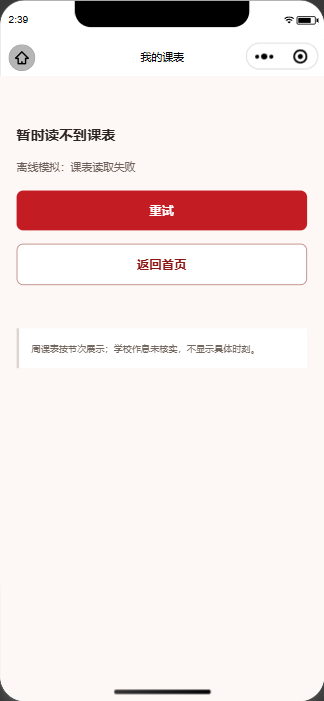 2:39
我的课表
暂时读不到课表
离线模拟：课表读取失败
重试
返回首页
周课表按节次展示；学校作息未核实，不显示具体时刻。